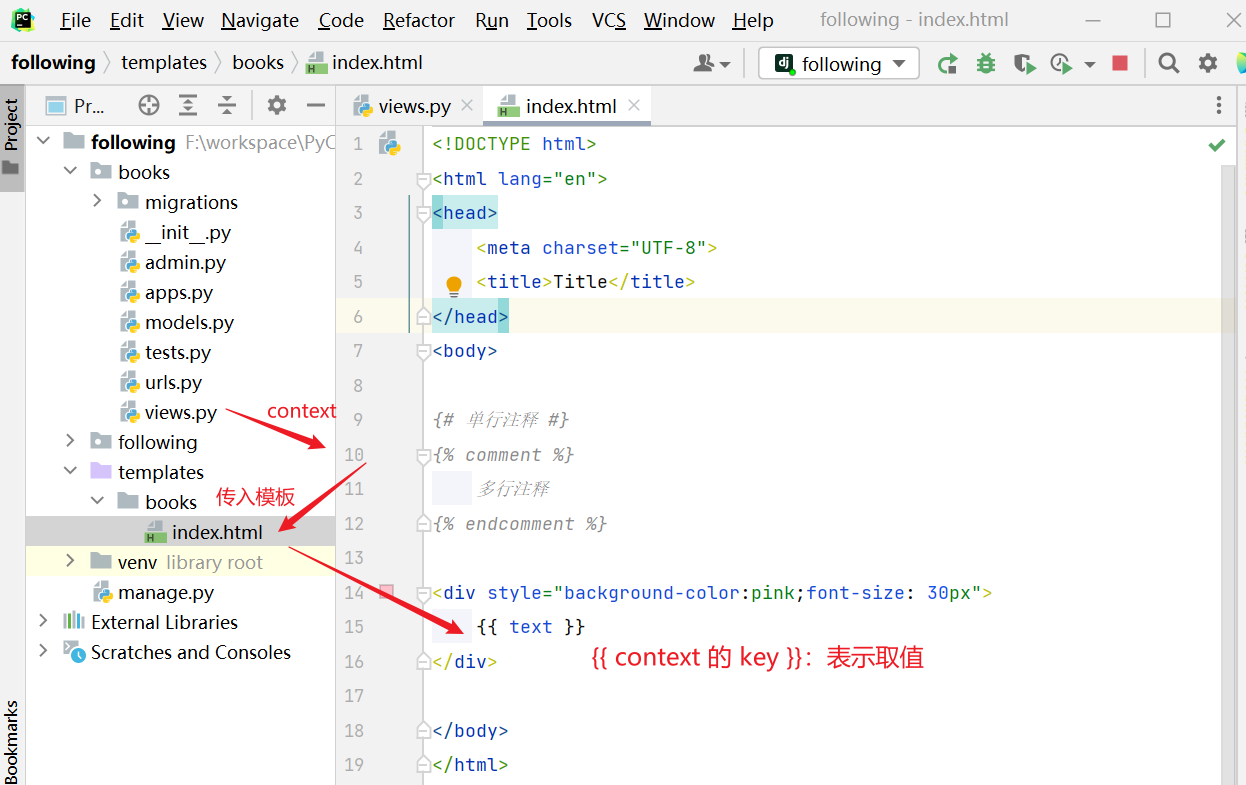 PC File Edit View Navigate Code Refactor Run Tools VCS Window Help following - index.html
following templates books index.html dj following
Project Pr... views.py index.html
following F:\workspace\PyC
books
migrations
__init__.py
admin.py
apps.py
models.py
tests.py
urls.py
views.py
context
following
templates
books
传入模板
index.html
venv library root
manage.py
External Libraries
Scratches and Consoles
Bookmarks
1 <!DOCTYPE html>
2 <html lang="en">
3 <head>
4 <meta charset="UTF-8">
5 <title>Title</title>
6 </head>
7 <body>
8
9 {# 单行注释 #}
10 {% comment %}
11 多行注释
12 {% endcomment %}
13
14 <div style="background-color:pink;font-size: 30px">
15 {{ text }}
16 </div>
{{ context 的 key }}：表示取值
17
18 </body>
19 </html>